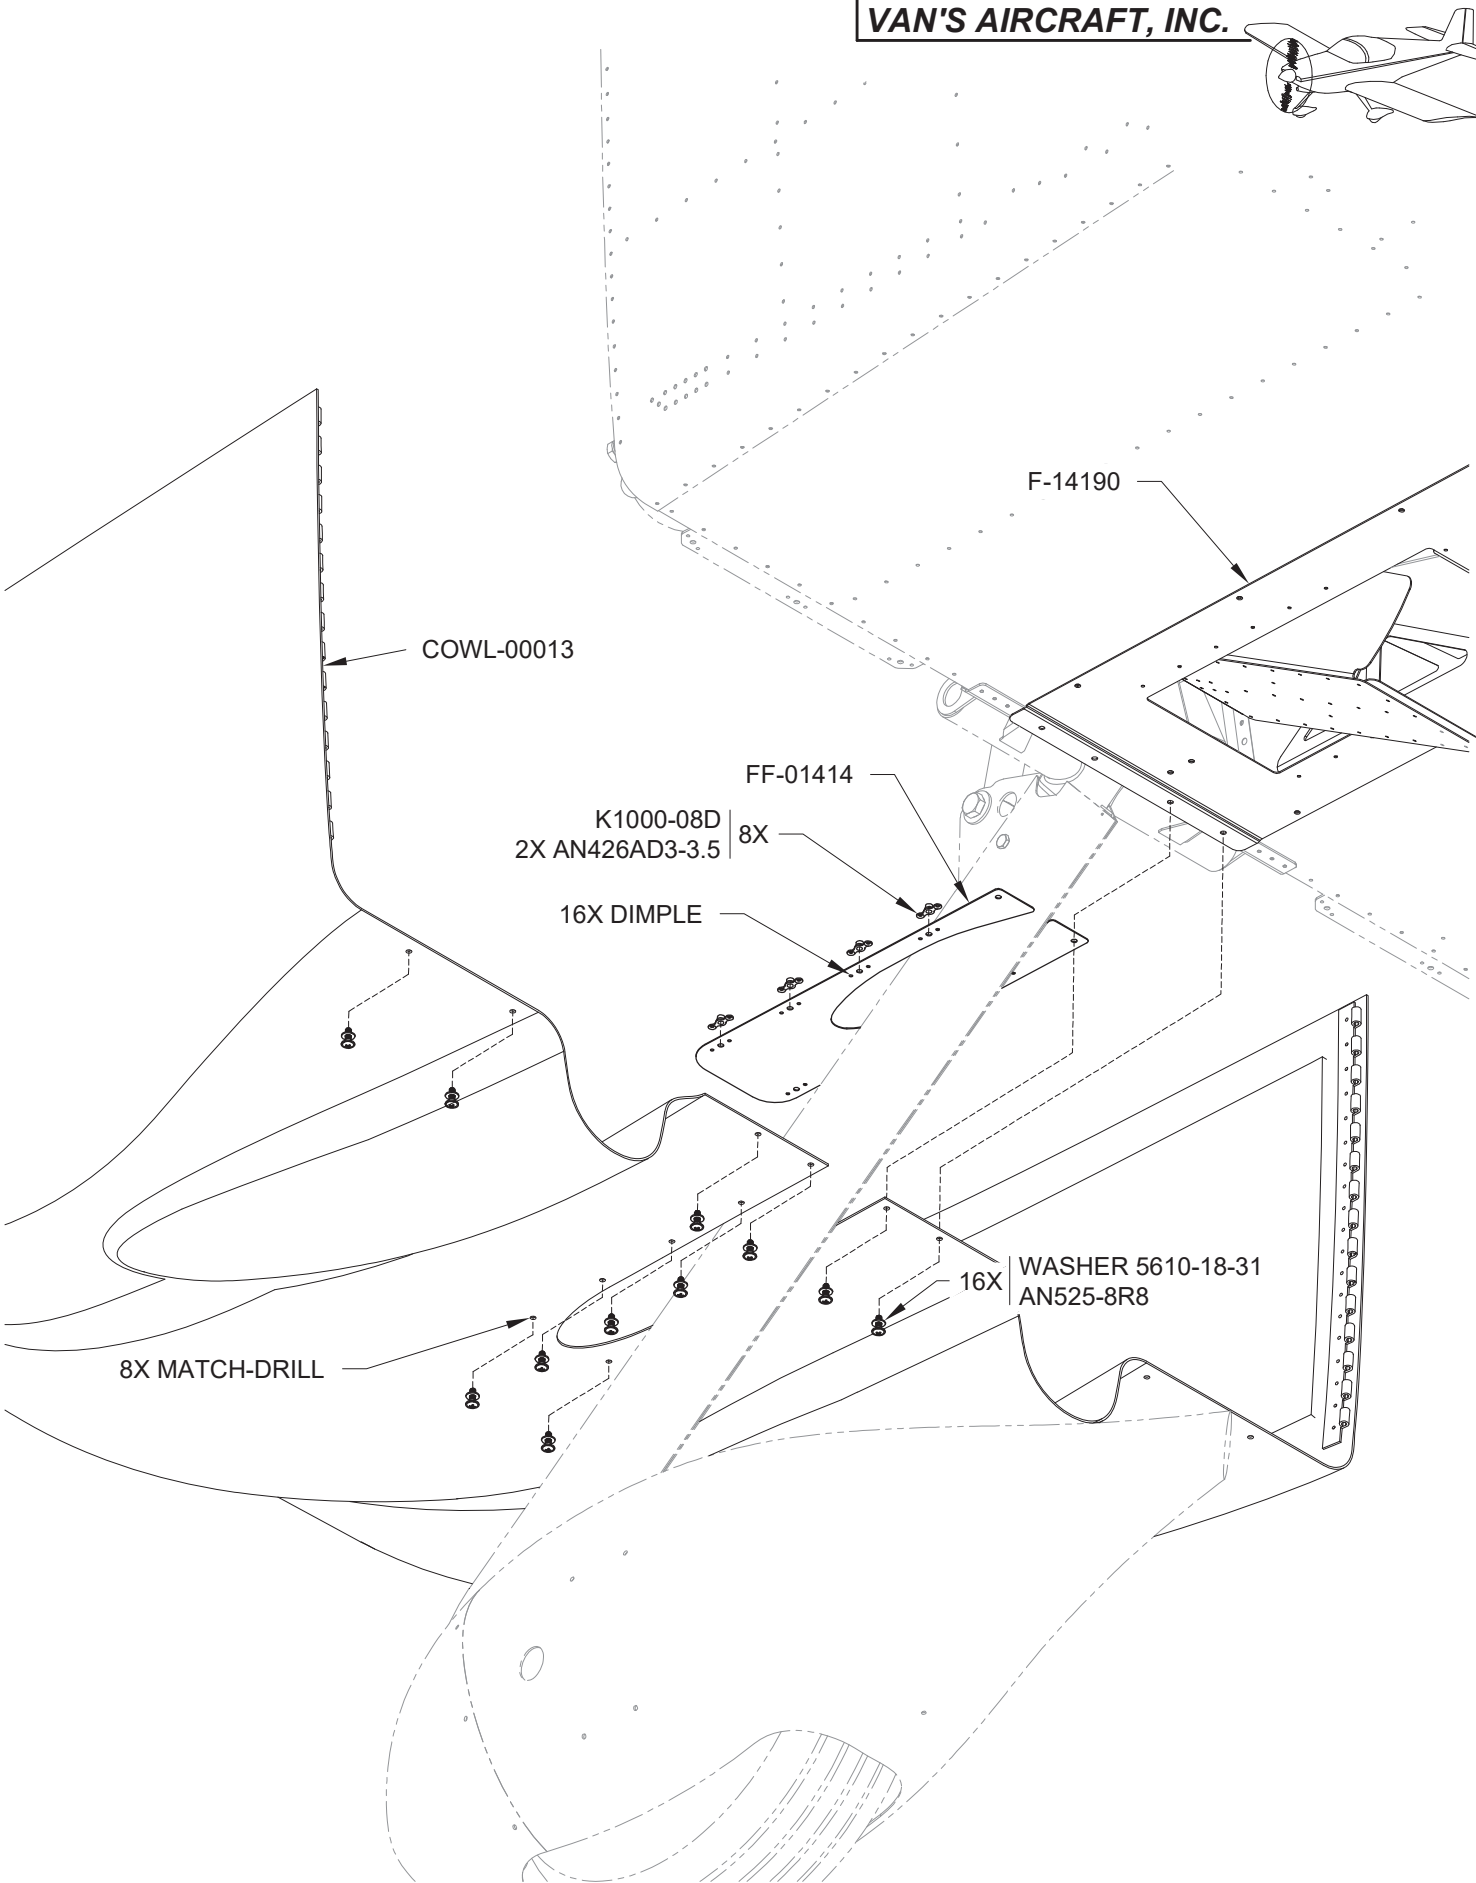 VAN'S AIRCRAFT, INC.
F-14190
COWL-00013
FF-01414
K1000-08D
2X AN426AD3-3.5
8X
16X DIMPLE
WASHER 5610-18-31
16X
AN525-8R8
8X MATCH-DRILL